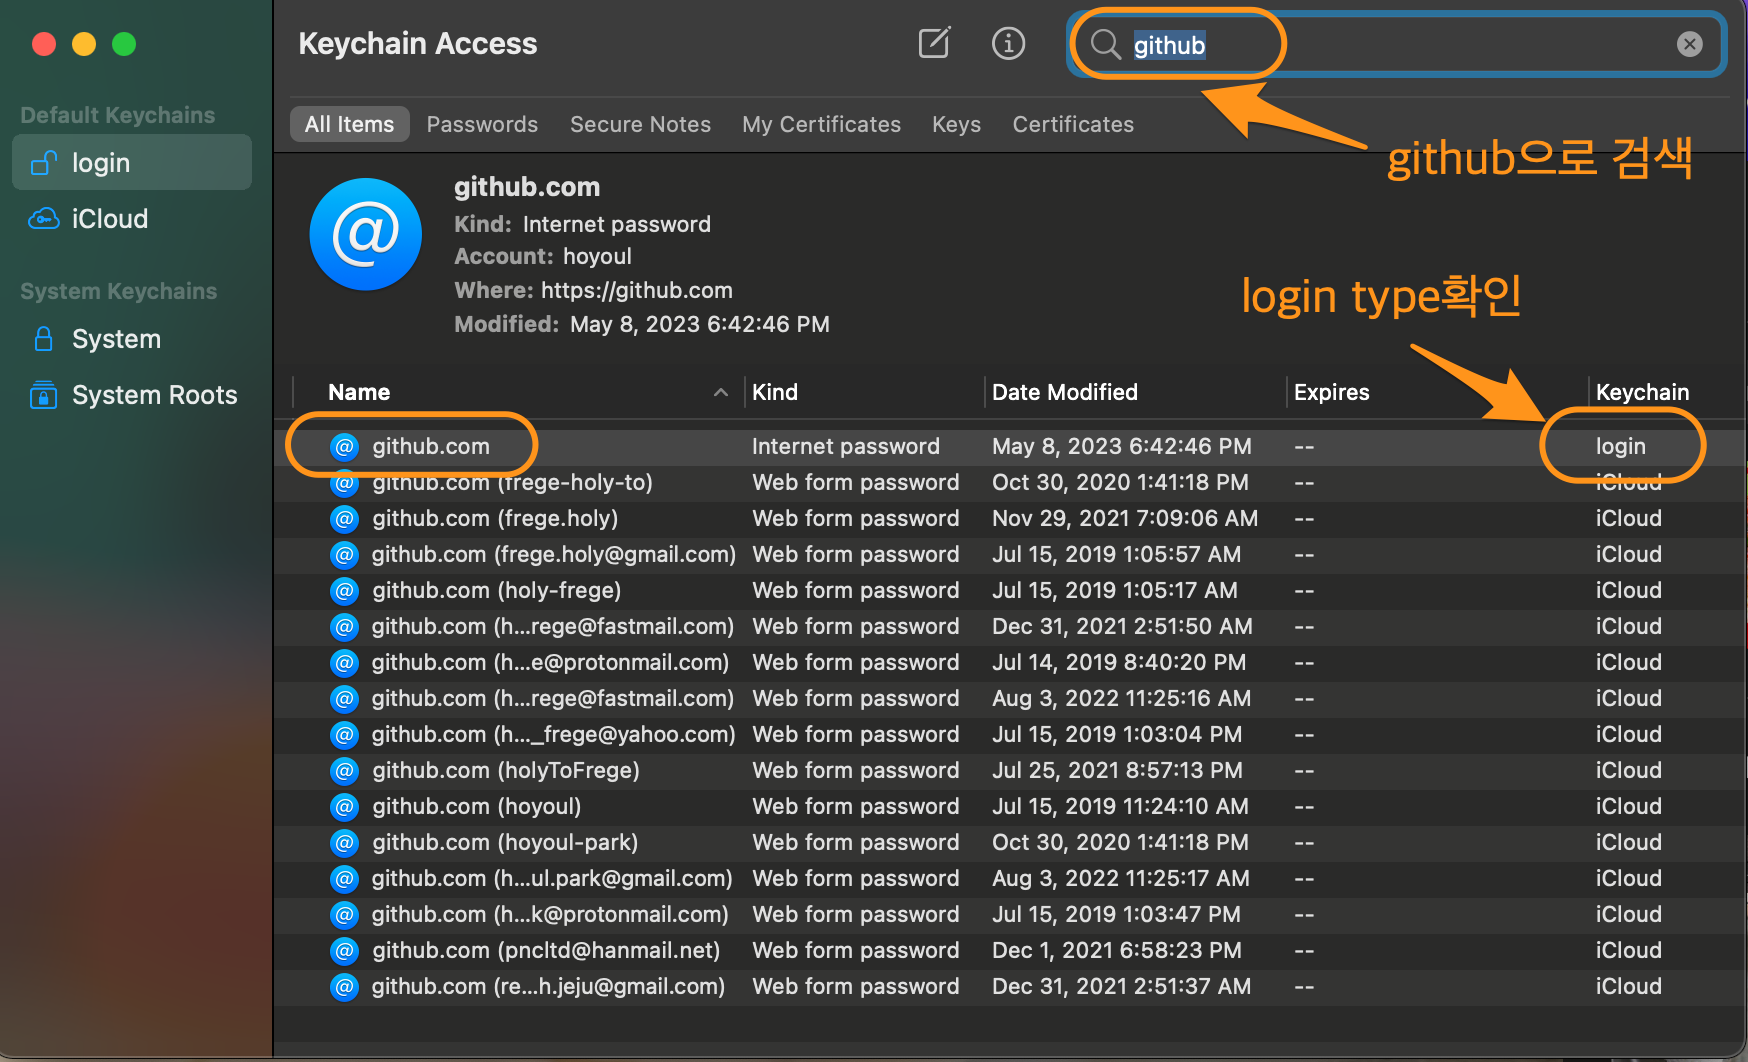 Keychain Access
github
Default Keychains
login
iCloud
System Keychains
System
System Roots
All Items Passwords Secure Notes My Certificates Keys Certificates
github으로 검색
github.com
Kind: Internet password
Account: hoyoul
Where: https://github.com
Modified: May 8, 2023 6:42:46 PM
login type확인
Name Kind Date Modified Expires Keychain
github.com Internet password May 8, 2023 6:42:46 PM -- login
github.com (frege-holy-to) Web form password Oct 30, 2020 1:41:18 PM -- iCloud
github.com (frege.holy) Web form password Nov 29, 2021 7:09:06 AM -- iCloud
github.com (frege.holy@gmail.com) Web form password Jul 15, 2019 1:05:57 AM -- iCloud
github.com (holy-frege) Web form password Jul 15, 2019 1:05:17 AM -- iCloud
github.com (h...rege@fastmail.com) Web form password Dec 31, 2021 2:51:50 AM -- iCloud
github.com (h...e@protonmail.com) Web form password Jul 14, 2019 8:40:20 PM -- iCloud
github.com (h...rege@fastmail.com) Web form password Aug 3, 2022 11:25:16 AM -- iCloud
github.com (h..._frege@yahoo.com) Web form password Jul 15, 2019 1:03:04 PM -- iCloud
github.com (holyToFrege) Web form password Jul 25, 2021 8:57:13 PM -- iCloud
github.com (hoyoul) Web form password Jul 15, 2019 11:24:10 AM -- iCloud
github.com (hoyoul-park) Web form password Oct 30, 2020 1:41:18 PM -- iCloud
github.com (h...ul.park@gmail.com) Web form password Aug 3, 2022 11:25:17 AM -- iCloud
github.com (h...k@protonmail.com) Web form password Jul 15, 2019 1:03:47 PM -- iCloud
github.com (pncltd@hanmail.net) Web form password Dec 1, 2021 6:58:23 PM -- iCloud
github.com (re...h.jeju@gmail.com) Web form password Dec 31, 2021 2:51:37 AM -- iCloud